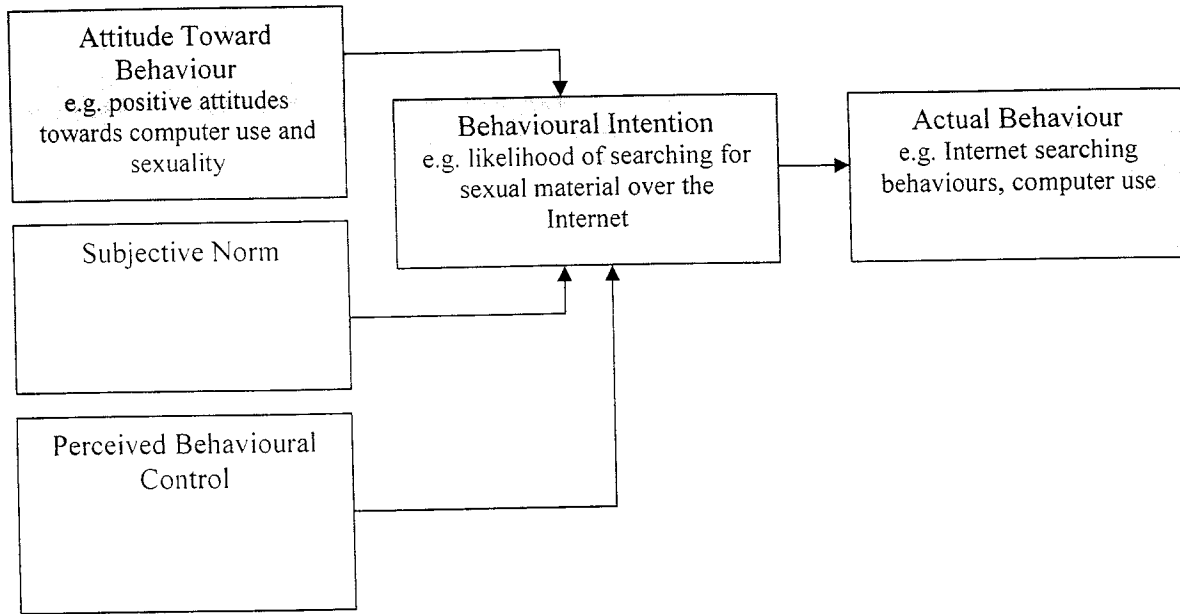 Attitude Toward
Behaviour
e.g. positive attitudes
towards computer use and
sexuality
Behavioural Intention
e.g. likelihood of searching for
sexual material over the
Internet
Actual Behaviour
e.g. Internet searching
behaviours, computer use
Subjective Norm
Perceived Behavioural
Control